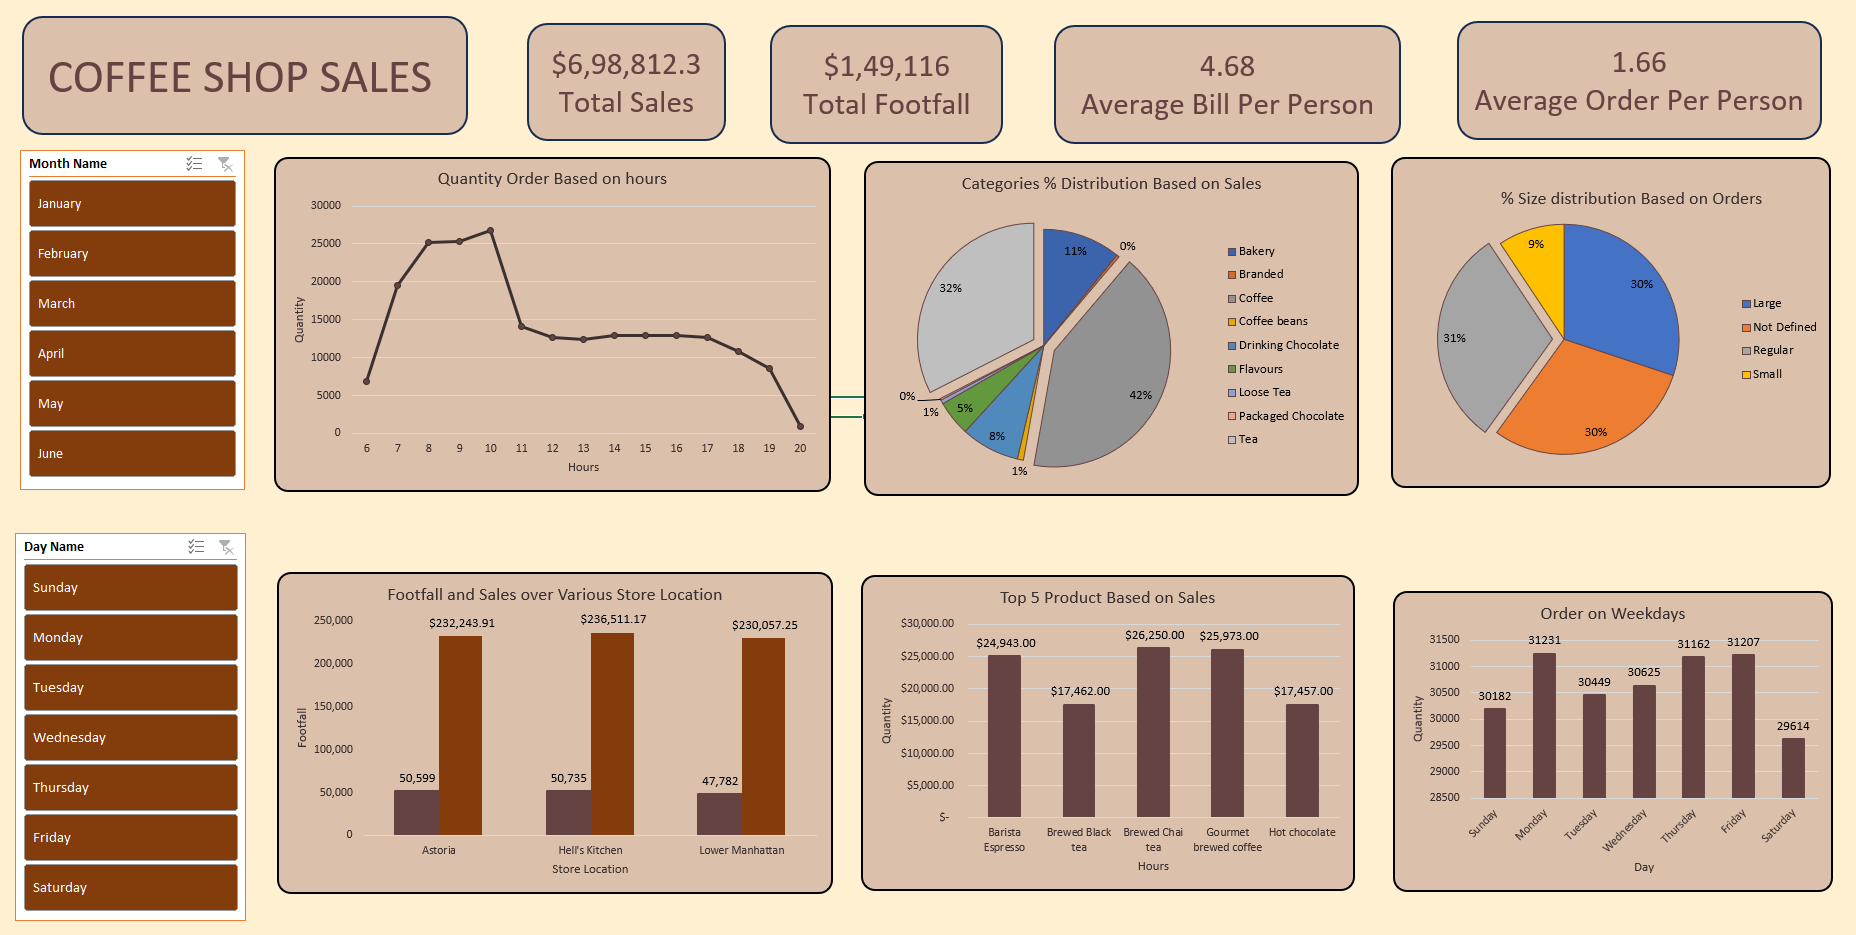 COFFEE SHOP SALES
$6,98,812.3
Total Sales
$1,49,116
Total Footfall
4.68
Average Bill Per Person
1.66
Average Order Per Person
Month Name
January
February
March
April
May
June
Quantity Order Based on hours
Quantity
30000
25000
20000
15000
10000
5000
0
6 7 8 9 10 11 12 13 14 15 16 17 18 19 20
Hours
Categories % Distribution Based on Sales
11%
0%
42%
1%
8%
5%
1%
0%
32%
Bakery
Branded
Coffee
Coffee beans
Drinking Chocolate
Flavours
Loose Tea
Packaged Chocolate
Tea
% Size distribution Based on Orders
30%
30%
31%
9%
Large
Not Defined
Regular
Small
Day Name
Sunday
Monday
Tuesday
Wednesday
Thursday
Friday
Saturday
Footfall and Sales over Various Store Location
Footfall
250,000
200,000
150,000
100,000
50,000
0
$232,243.91
$236,511.17
$230,057.25
50,599
50,735
47,782
Astoria
Hell's Kitchen
Lower Manhattan
Store Location
Top 5 Product Based on Sales
Quantity
$30,000.00
$25,000.00
$20,000.00
$15,000.00
$10,000.00
$5,000.00
$-
$24,943.00
$17,462.00
$26,250.00
$25,973.00
$17,457.00
Barista
Espresso
Brewed Black
tea
Brewed Chai
tea
Gourmet
brewed coffee
Hot chocolate
Hours
Order on Weekdays
Quantity
31500
31000
30500
30000
29500
29000
28500
30182
31231
30449
30625
31162
31207
29614
Sunday
Monday
Tuesday
Wednesday
Thursday
Friday
Saturday
Day